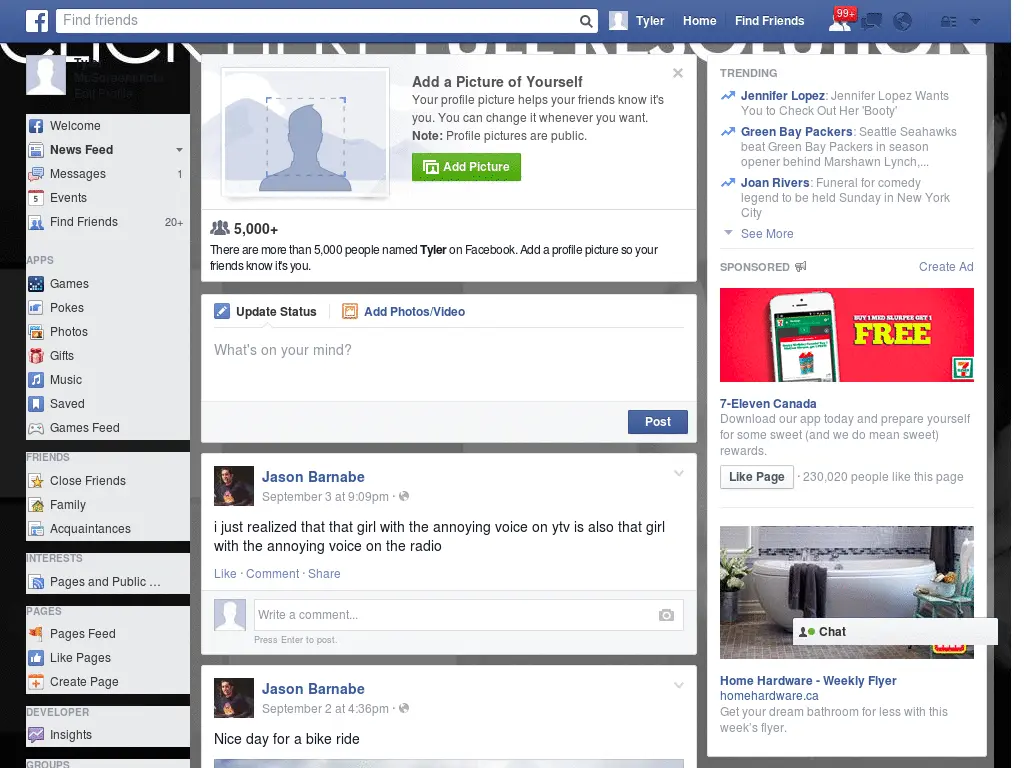 Find friends
Tyler
Home
Find Friends
99+
CLICK HERE FULL RESOLUTION
Tyler
Edit Profile
Welcome
News Feed
Messages 1
Events
Find Friends 20+
APPS
Games
Pokes
Photos
Gifts
Music
Saved
Games Feed
FRIENDS
Close Friends
Family
Acquaintances
INTERESTS
Pages and Public ...
PAGES
Pages Feed
Like Pages
Create Page
DEVELOPER
Insights
GROUPS
Add a Picture of Yourself
Your profile picture helps your friends know it's
you. You can change it whenever you want.
Note: Profile pictures are public.
Add Picture
5,000+
There are more than 5,000 people named Tyler on Facebook. Add a profile picture so your
friends know it's you.
Update Status
Add Photos/Video
What's on your mind?
Post
Jason Barnabe
September 3 at 9:09pm ·
i just realized that that girl with the annoying voice on ytv is also that girl
with the annoying voice on the radio
Like · Comment · Share
Write a comment...
Press Enter to post.
Jason Barnabe
September 2 at 4:36pm ·
Nice day for a bike ride
TRENDING
Jennifer Lopez: Jennifer Lopez Wants
You to Check Out Her 'Booty'
Green Bay Packers: Seattle Seahawks
beat Green Bay Packers in season
opener behind Marshawn Lynch,...
Joan Rivers: Funeral for comedy
legend to be held Sunday in New York
City
See More
SPONSORED
Create Ad
BUY 1 MED SLURPEE GET 1
FREE
7-Eleven Canada
Download our app today and prepare yourself
for some sweet (and we do mean sweet)
rewards.
Like Page · 230,020 people like this page
Chat
Home Hardware - Weekly Flyer
homehardware.ca
Get your dream bathroom for less with this
week's flyer.